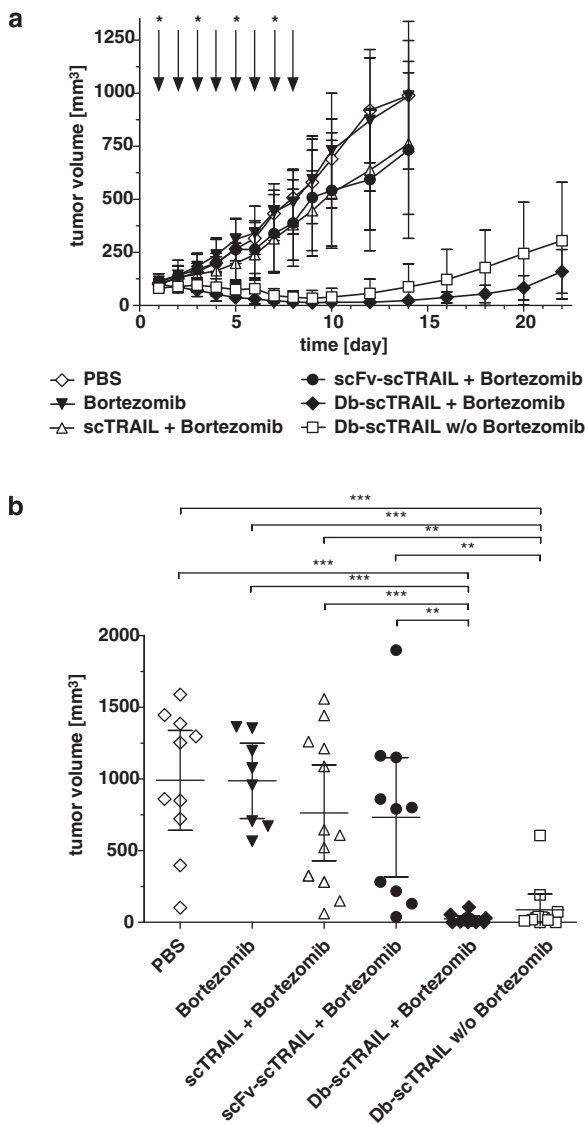 a
* * * *
tumor volume [mm³]
1250
1000
750
500
250
0
0 5 10 15 20
time [day]
PBS
Bortezomib
scTRAIL + Bortezomib
scFv-scTRAIL + Bortezomib
Db-scTRAIL + Bortezomib
Db-scTRAIL w/o Bortezomib
b
***
***
**
**
***
***
***
**
tumor volume [mm³]
2000
1500
1000
500
0
PBS
Bortezomib
scTRAIL + Bortezomib
scFv-scTRAIL + Bortezomib
Db-scTRAIL + Bortezomib
Db-scTRAIL w/o Bortezomib